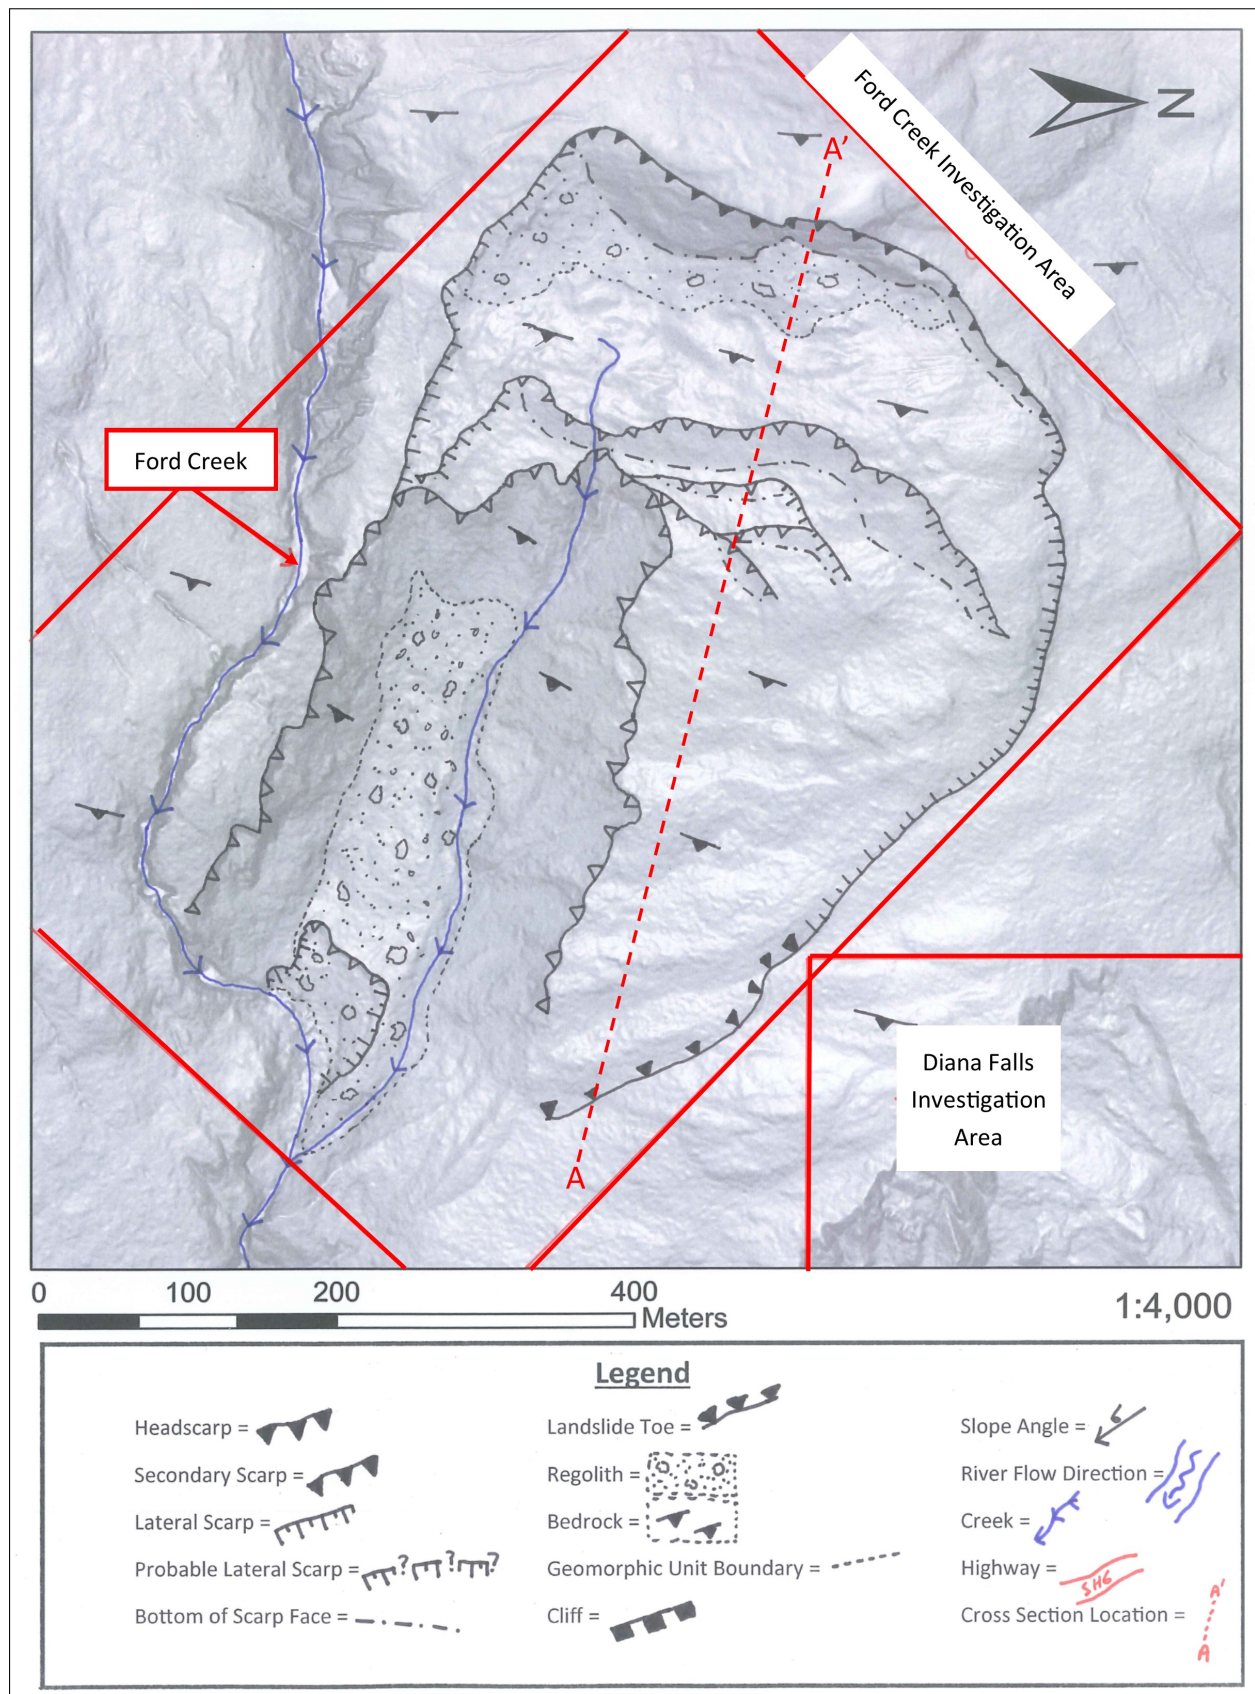 N
Ford Creek Investigation
Area
A'
Ford Creek
Diana Falls
Investigation
Area
A
0 100 200 400
Meters
1:4,000
Legend
Headscarp =
Secondary Scarp =
Lateral Scarp =
Probable Lateral Scarp = ? ? ?
Bottom of Scarp Face =
Landslide Toe =
Regolith =
Bedrock =
Geomorphic Unit Boundary =
Cliff =
Slope Angle = 6
River Flow Direction =
Creek =
Highway = SH6
Cross Section Location =
A'
A